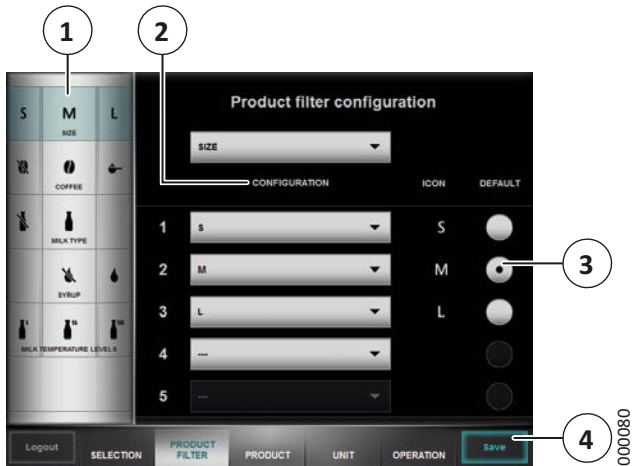 1
2
Product filter configuration
S M L
SIZE
SIZE
CONFIGURATION ICON DEFAULT
COFFEE
1 S S
MILK TYPE
2 M M
3
SYRUP
3 L L
MILK TEMPERATURE LEVELS
4 ---
5 ---
Logout SELECTION PRODUCT FILTER PRODUCT UNIT OPERATION Save
4
000080